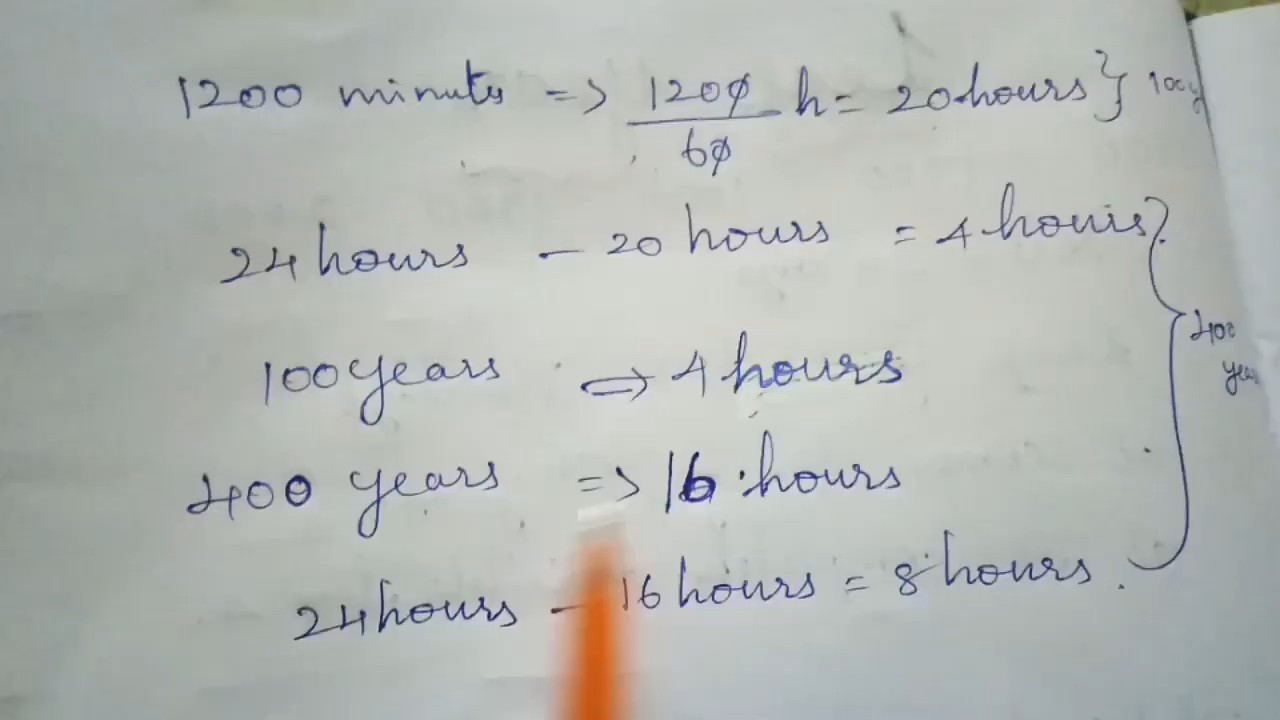 1200 minutes => 1200/60 h = 20 hours } 100y
24 hours - 20 hours = 4 hours }
100 years => 4 hours
400 years => 16 hours
24 hours - 16 hours = 8 hours.
400
years